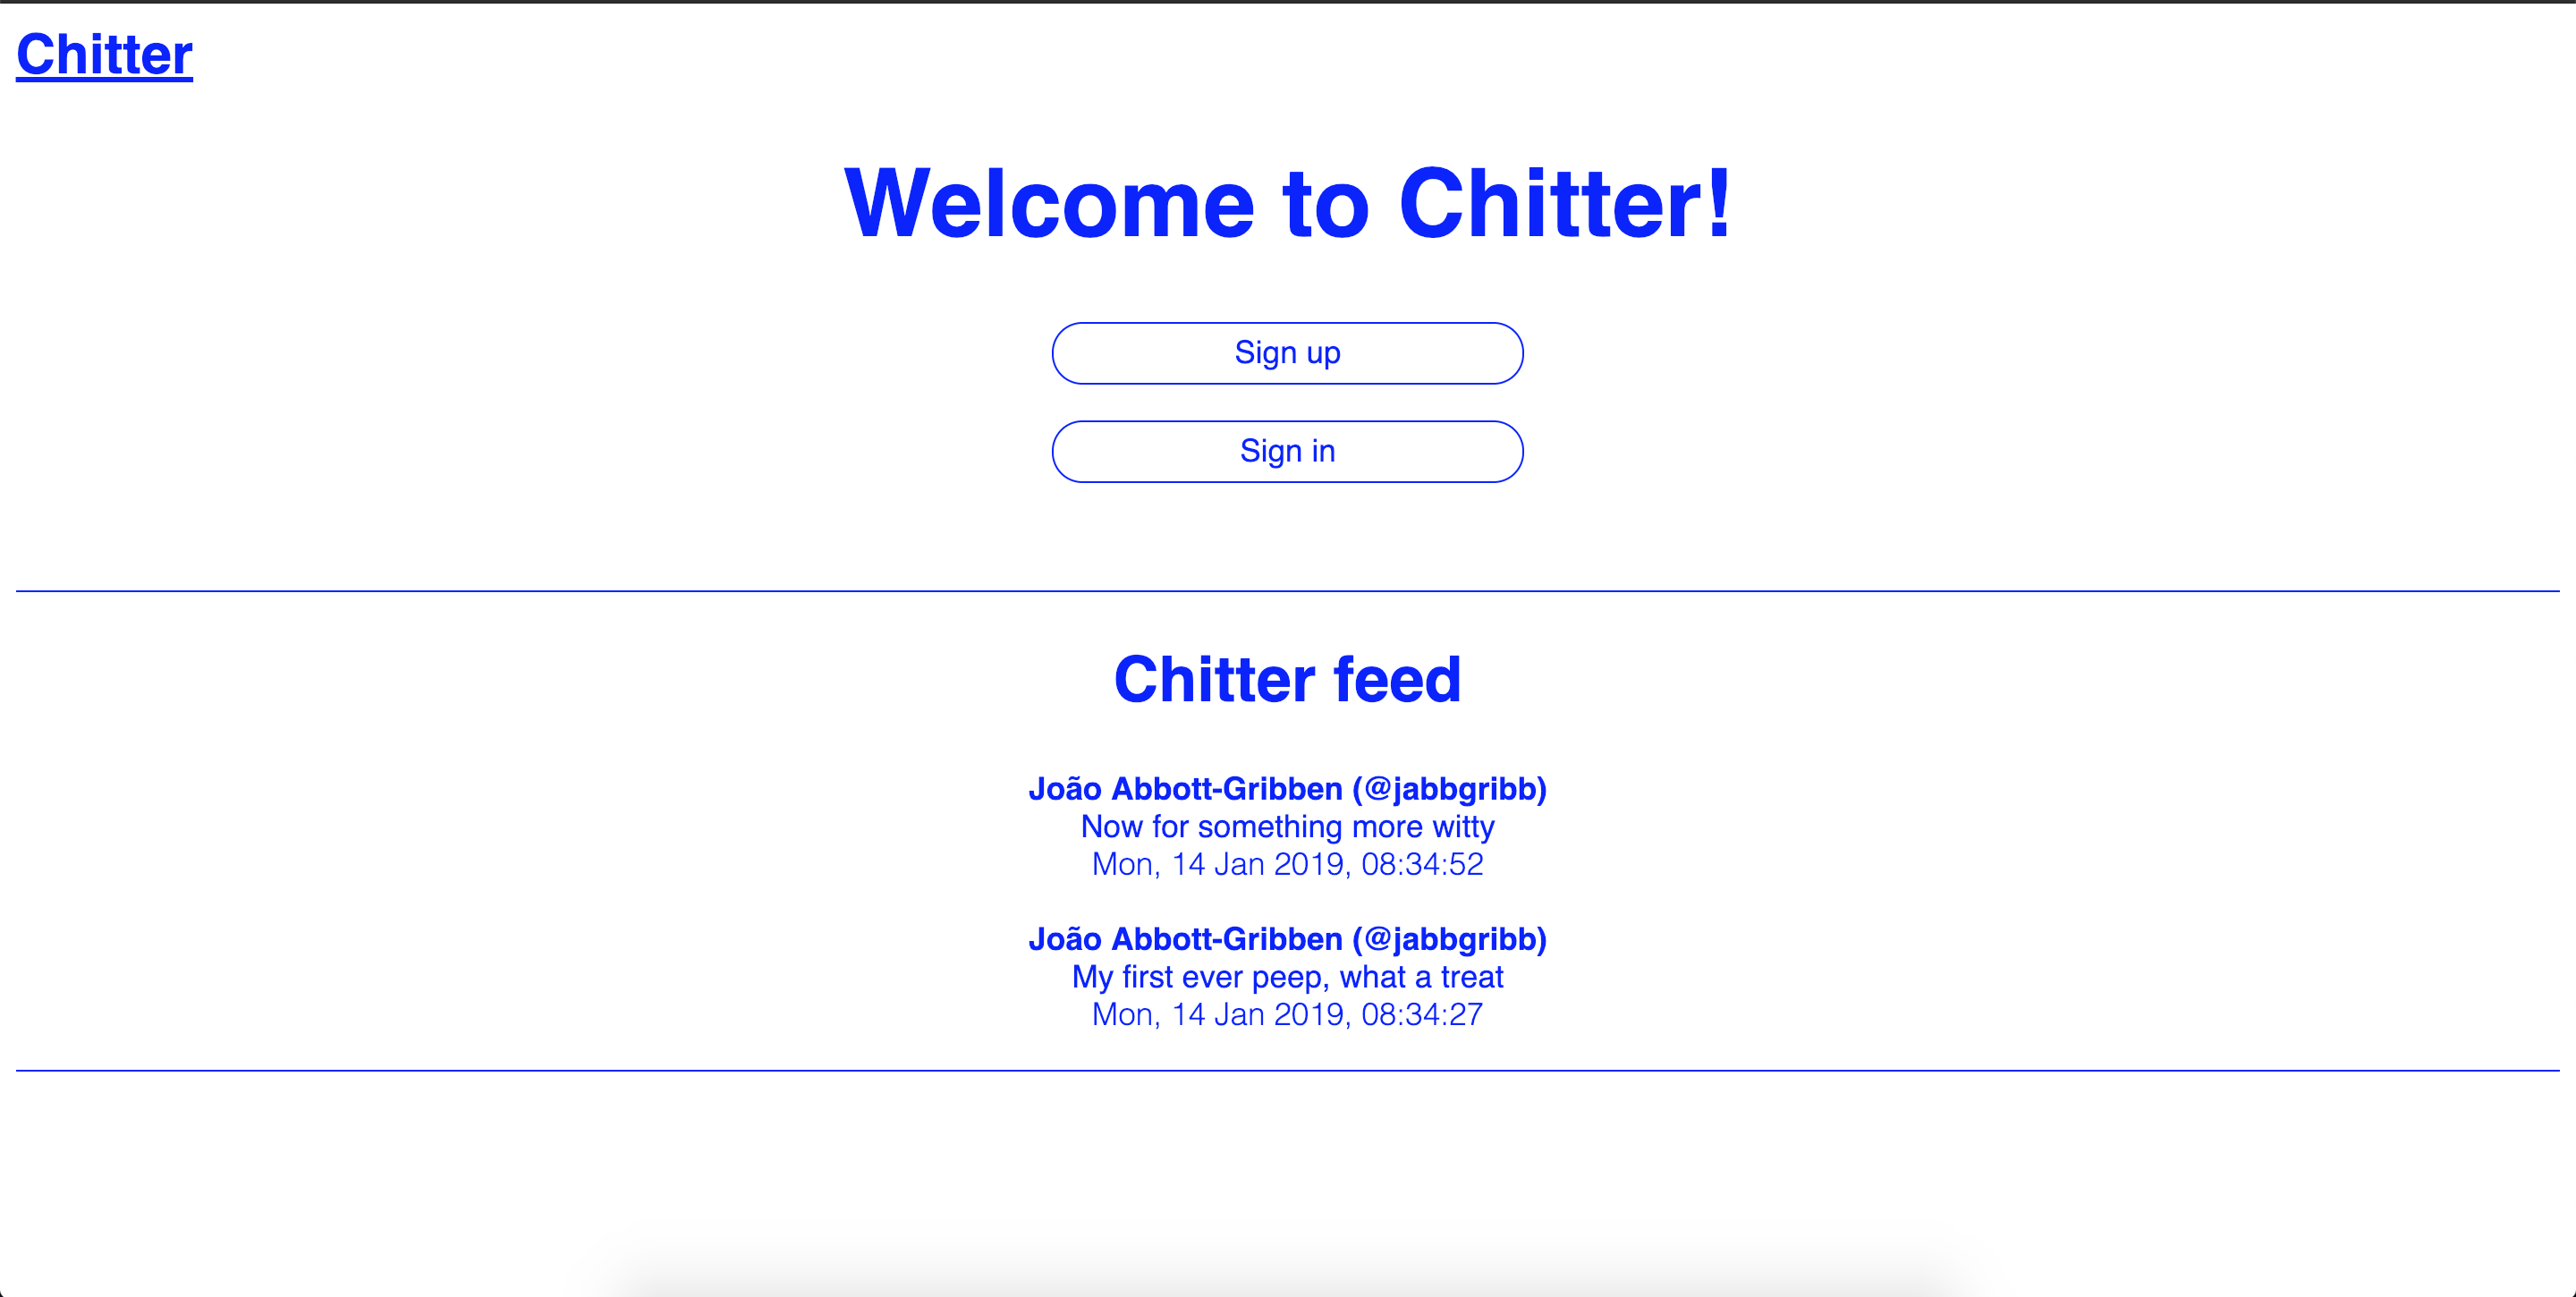 Chitter
Welcome to Chitter!
Sign up
Sign in
Chitter feed
João Abbott-Gribben (@jabbgribb)
Now for something more witty
Mon, 14 Jan 2019, 08:34:52
João Abbott-Gribben (@jabbgribb)
My first ever peep, what a treat
Mon, 14 Jan 2019, 08:34:27